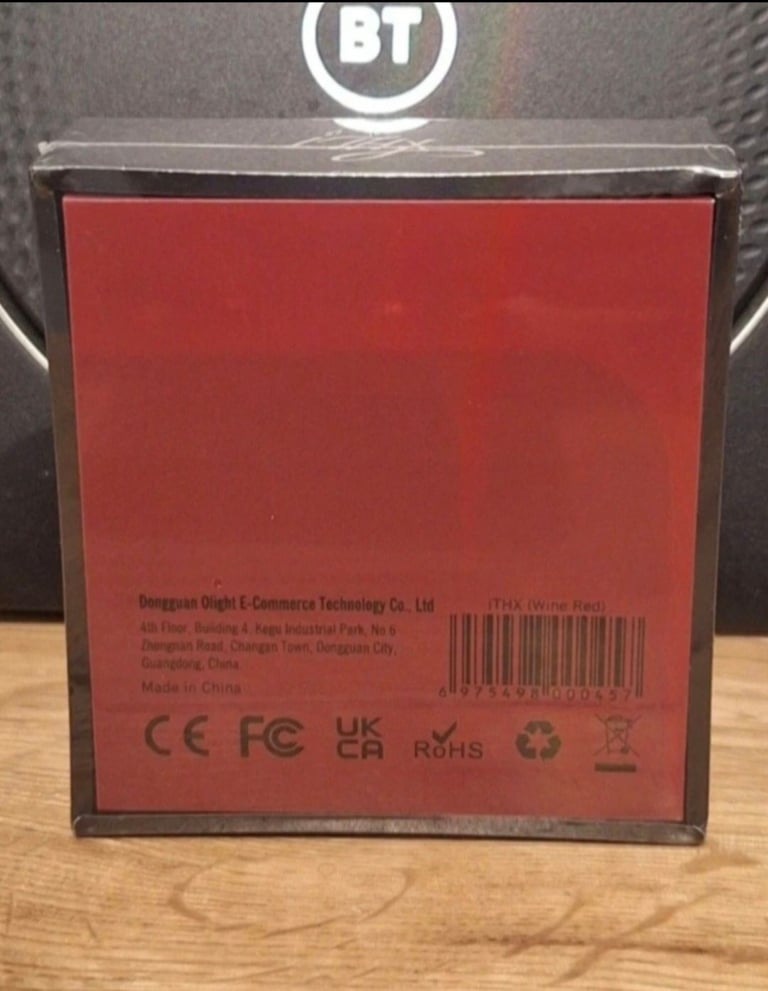 BT
Dongguan Olight E-Commerce Technology Co., Ltd
4th Floor, Building 4, Kegu Industrial Park, No 6
Zhengnan Road, Changan Town, Dongguan City,
Guangdong, China.
Made in China
iTHX (Wine Red)
6 975498 000457
CE FC UK
CA RoHS